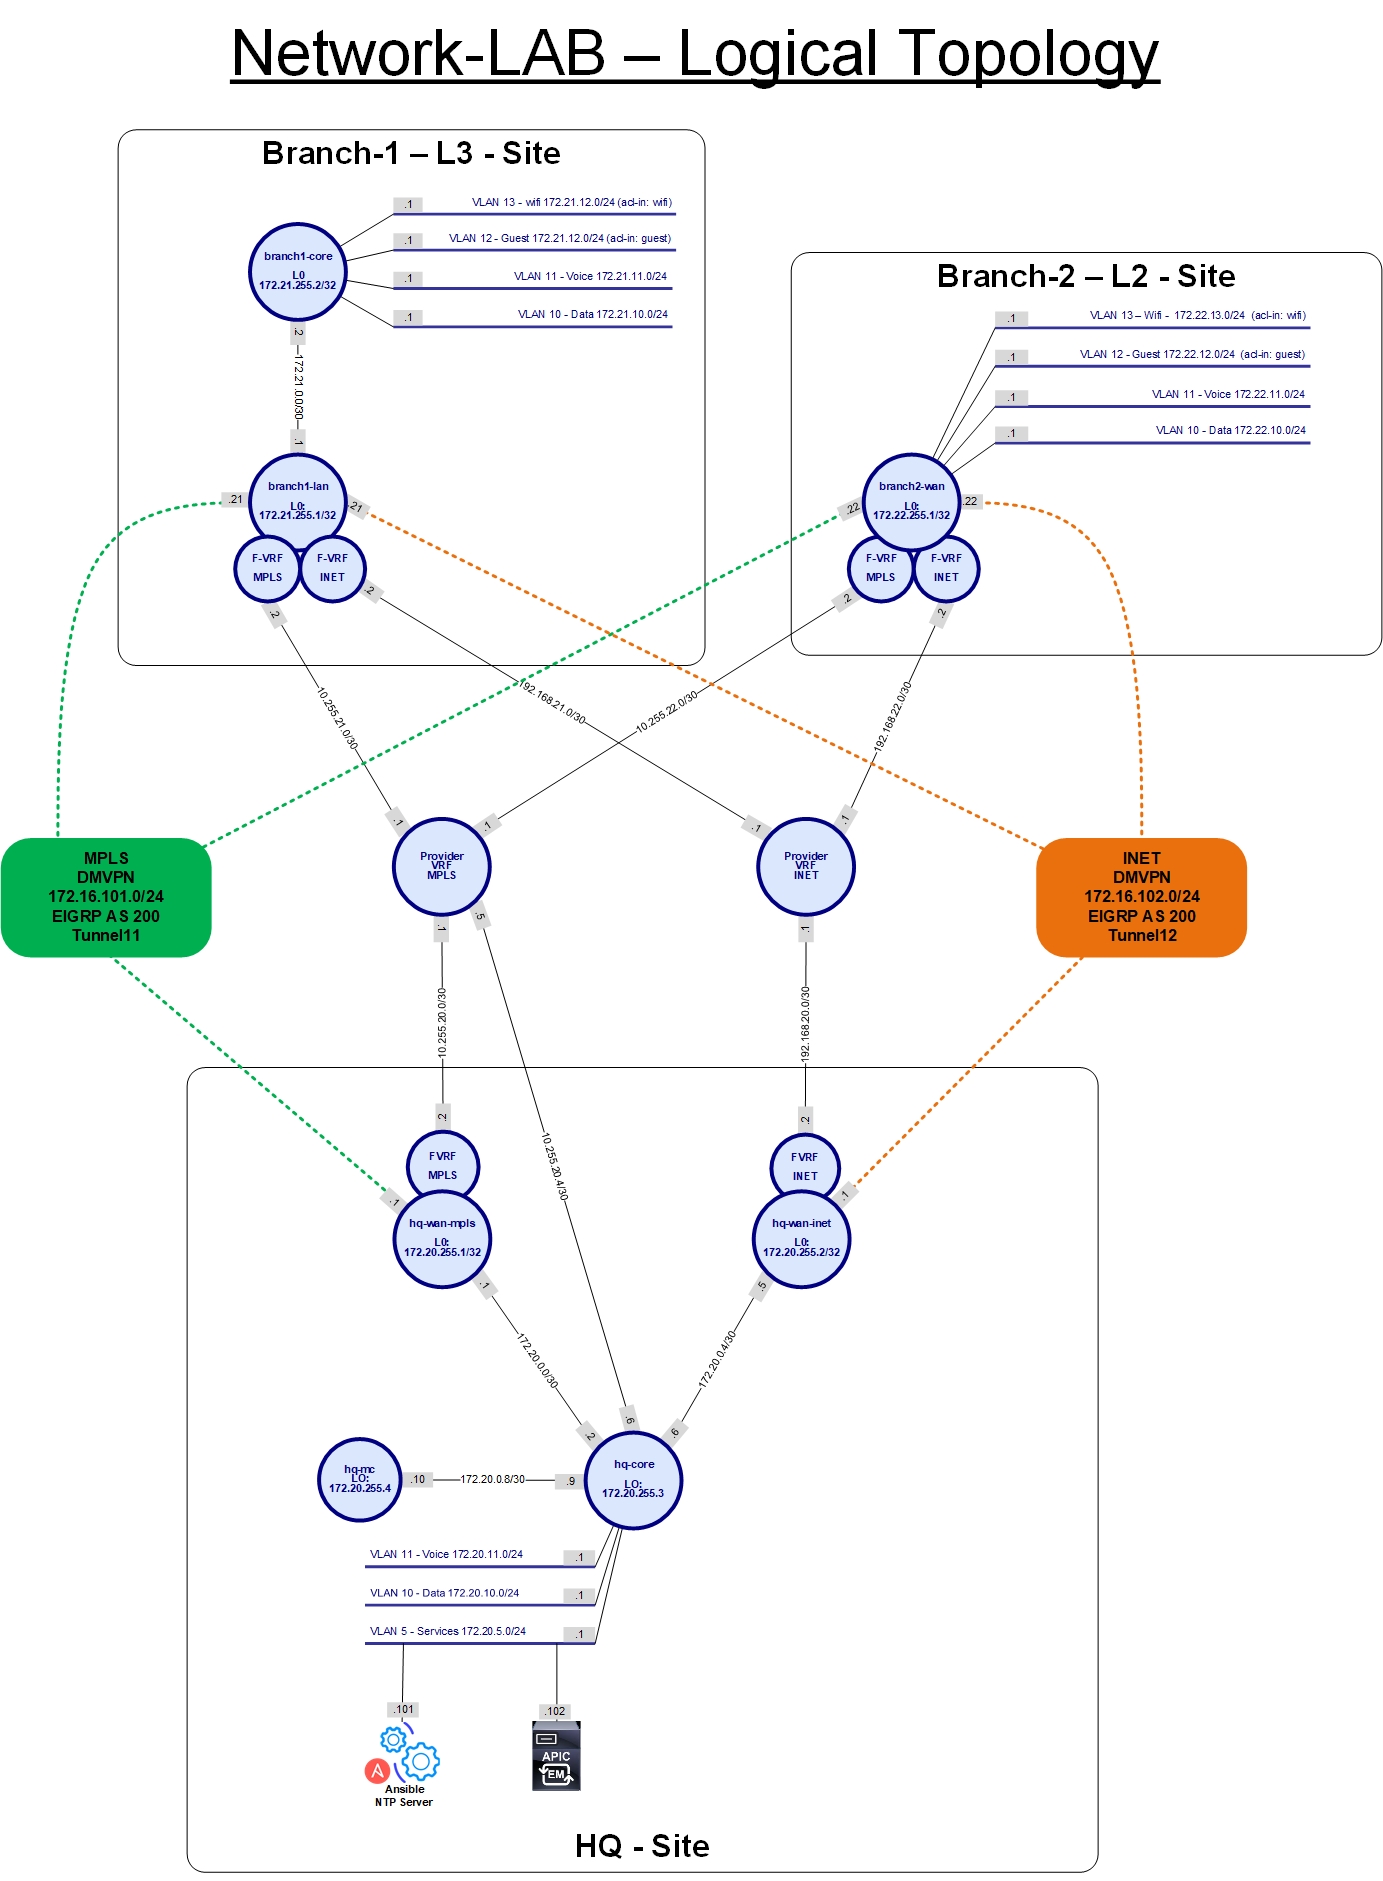 Network-LAB – Logical Topology
Branch-1 – L3 - Site
.1
VLAN 13 - wifi 172.21.12.0/24 (acl-in: wifi)
.1
VLAN 12 - Guest 172.21.12.0/24 (acl-in: guest)
.1
VLAN 11 - Voice 172.21.11.0/24
.1
VLAN 10 - Data 172.21.10.0/24
branch1-core
L0
172.21.255.2/32
.2
172.21.0.0/30
.1
branch1-lan
L0:
172.21.255.1/32
.21
.21
F-VRF
MPLS
F-VRF
INET
.2
.2
Branch-2 – L2 - Site
.1
VLAN 13 – Wifi - 172.22.13.0/24 (acl-in: wifi)
.1
VLAN 12 - Guest 172.22.12.0/24 (acl-in: guest)
.1
VLAN 11 - Voice 172.22.11.0/24
.1
VLAN 10 - Data 172.22.10.0/24
branch2-wan
L0:
172.22.255.1/32
.22
.22
F-VRF
MPLS
F-VRF
INET
.2
.2
10.255.21.0/30
192.168.21.0/30
10.255.22.0/30
192.168.22.0/30
.1
.1
.1
.1
MPLS
DMVPN
172.16.101.0/24
EIGRP AS 200
Tunnel11
Provider
VRF
MPLS
Provider
VRF
INET
INET
DMVPN
172.16.102.0/24
EIGRP AS 200
Tunnel12
.1
.5
.1
10.255.20.0/30
192.168.20.0/30
10.255.20.4/30
.2
.2
FVRF
MPLS
FVRF
INET
.1
.1
hq-wan-mpls
L0:
172.20.255.1/32
hq-wan-inet
L0:
172.20.255.2/32
.1
.5
172.20.0.0/30
172.20.0.4/30
.2
.6
.6
hq-mc
LO:
172.20.255.4
.10
172.20.0.8/30
.9
hq-core
LO:
172.20.255.3
VLAN 11 - Voice 172.20.11.0/24
.1
VLAN 10 - Data 172.20.10.0/24
.1
VLAN 5 - Services 172.20.5.0/24
.1
.101
.102
A
Ansible
NTP Server
APIC
EM
HQ - Site